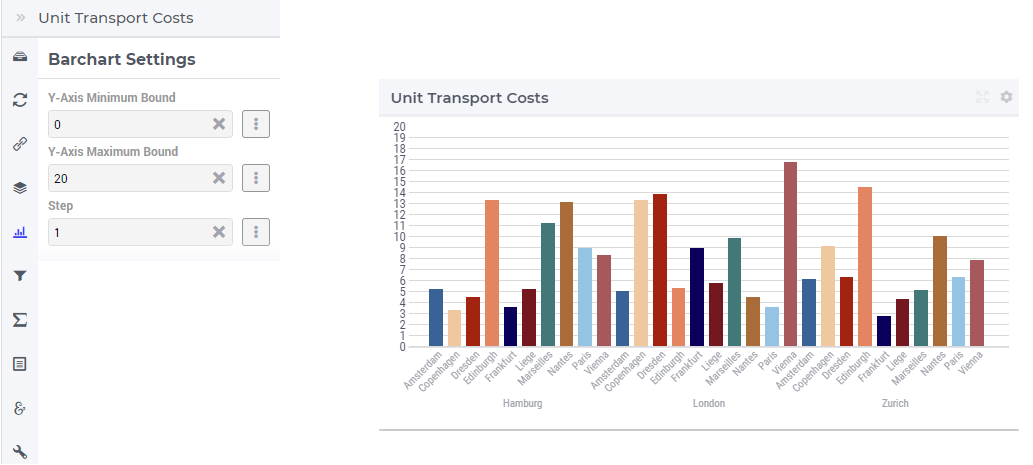 » Unit Transport Costs
Barchart Settings
Y-Axis Minimum Bound
0
Y-Axis Maximum Bound
20
Step
1
Unit Transport Costs
20
19
18
17
16
15
14
13
12
11
10
9
8
7
6
5
4
3
2
1
0
Amsterdam
Copenhagen
Dresden
Edinburgh
Frankfurt
Liege
Marseilles
Nantes
Paris
Vienna
Amsterdam
Copenhagen
Dresden
Edinburgh
Frankfurt
Liege
Marseilles
Nantes
Paris
Vienna
Amsterdam
Copenhagen
Dresden
Edinburgh
Frankfurt
Liege
Marseilles
Nantes
Paris
Vienna
Hamburg
London
Zurich